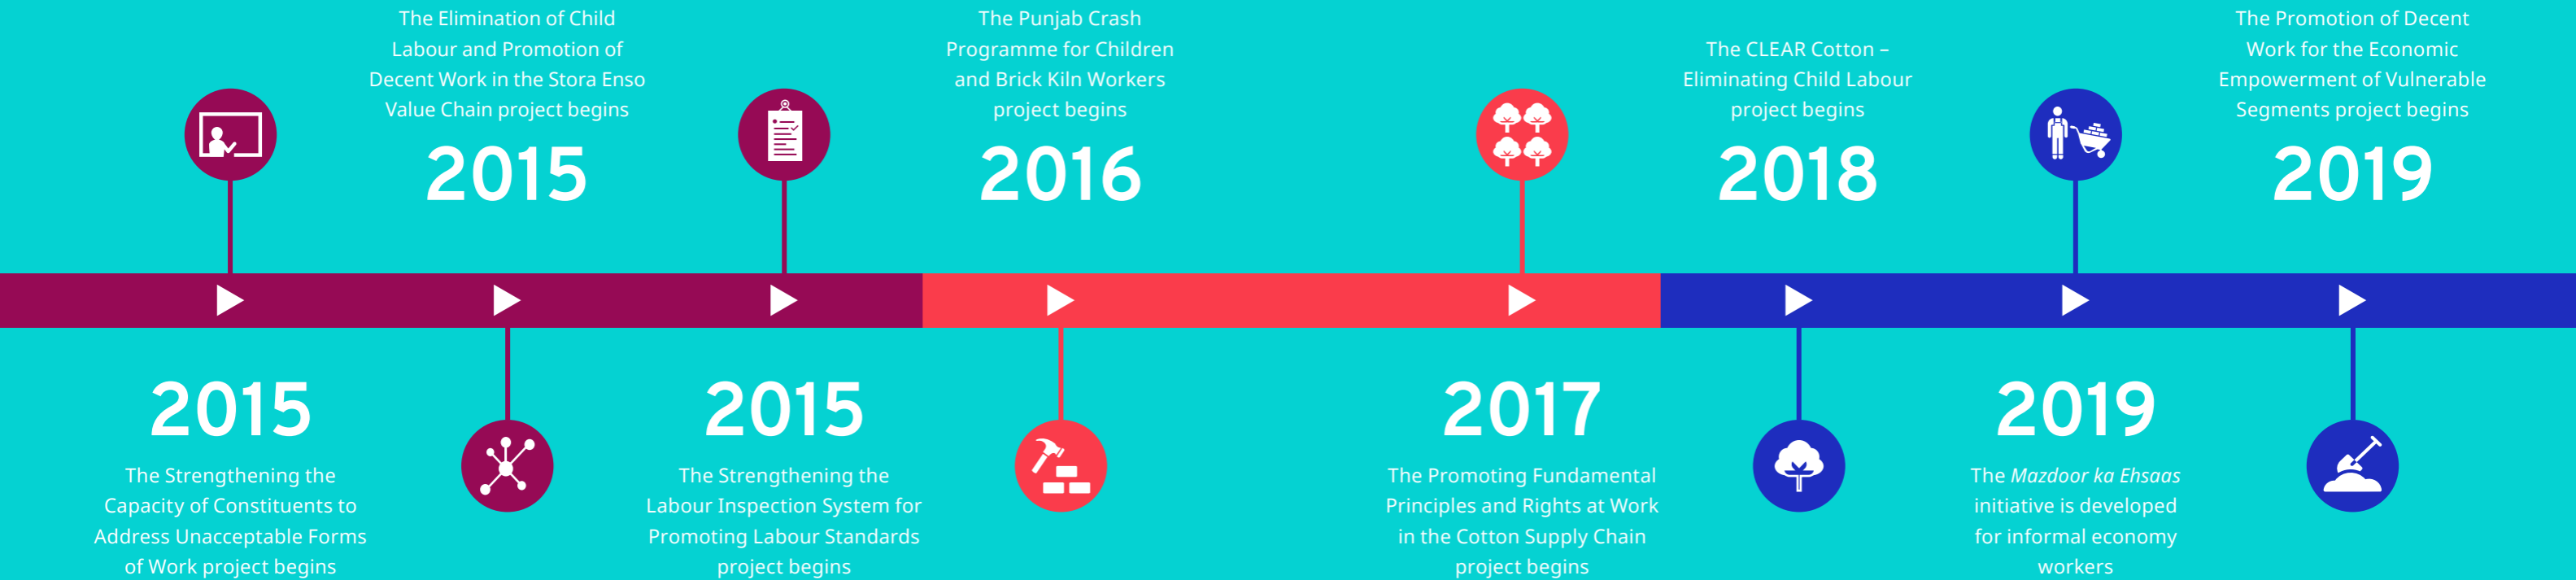 2015
The Strengthening the
Capacity of Constituents to
Address Unacceptable Forms
of Work project begins
The Elimination of Child
Labour and Promotion of
Decent Work in the Stora Enso
Value Chain project begins
2015
2015
The Strengthening the
Labour Inspection System for
Promoting Labour Standards
project begins
The Punjab Crash
Programme for Children
and Brick Kiln Workers
project begins
2016
2017
The Promoting Fundamental
Principles and Rights at Work
in the Cotton Supply Chain
project begins
The CLEAR Cotton –
Eliminating Child Labour
project begins
2018
2019
The Mazdoor ka Ehsaas
initiative is developed
for informal economy
workers
The Promotion of Decent
Work for the Economic
Empowerment of Vulnerable
Segments project begins
2019